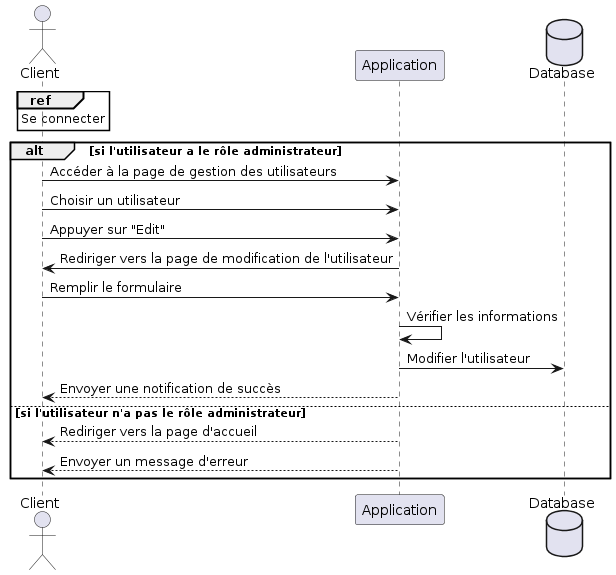 Client
Application
Database
ref
Se connecter
alt [si l'utilisateur a le rôle administrateur]
Accéder à la page de gestion des utilisateurs
Choisir un utilisateur
Appuyer sur "Edit"
Rediriger vers la page de modification de l'utilisateur
Remplir le formulaire
Vérifier les informations
Modifier l'utilisateur
Envoyer une notification de succès
[si l'utilisateur n'a pas le rôle administrateur]
Rediriger vers la page d'accueil
Envoyer un message d'erreur
Client
Application
Database